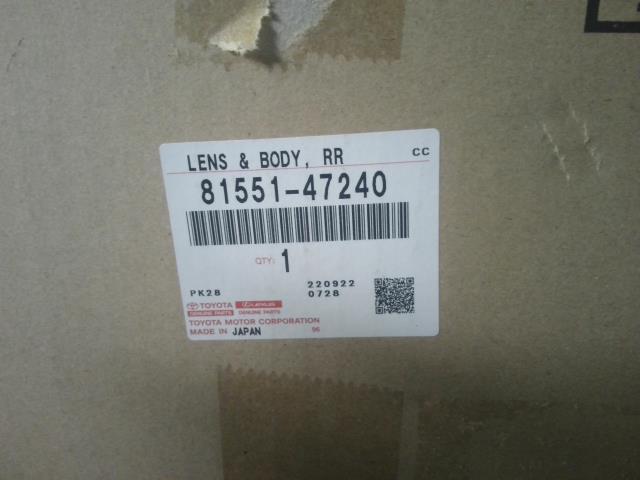 LENS & BODY, RR CC
81551-47240
QTY: 1
PK28 220922
0728
TOYOTA LEXUS
GENUINE PARTS GENUINE PARTS
TOYOTA MOTOR CORPORATION
MADE IN JAPAN 96